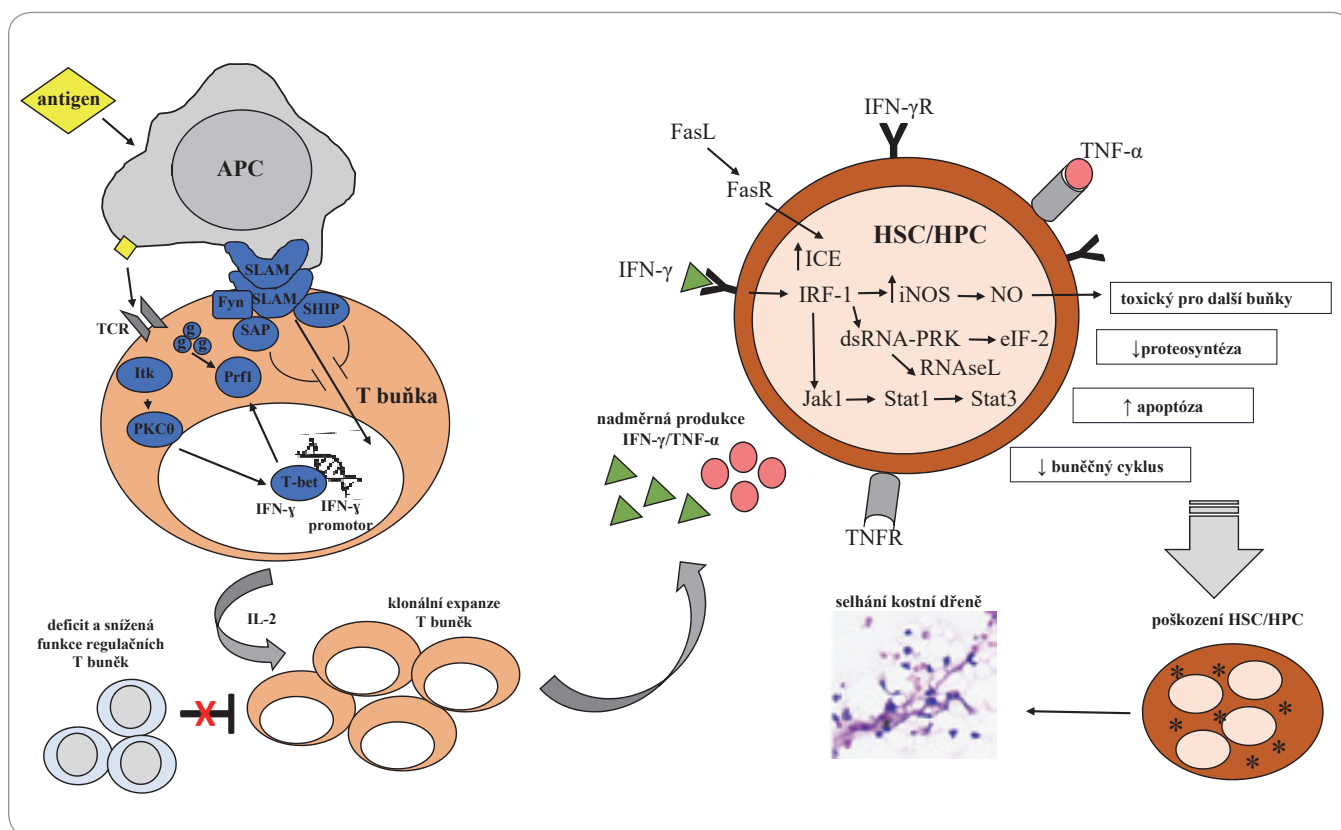 antigen
APC
SLAM
SLAM
Fyn
SHIP
SAP
TCR
g
g
g
Itk
Prf1
T buňka
PKCθ
T-bet
IFN-ɣ
IFN-ɣ
promotor
IL-2
deficit a snížená
funkce regulačních
T buněk
X
klonální expanze
T buněk
nadměrná produkce
IFN-γ/TNF-α
IFN-γR
FasL
FasR
TNF-α
HSC/HPC
↑ICE
IFN-γ
IRF-1
↑iNOS
NO
dsRNA-PRK
eIF-2
RNAseL
Jak1
Stat1
Stat3
TNFR
toxický pro další buňky
↓proteosyntéza
↑ apoptóza
↓ buněčný cyklus
poškození HSC/HPC
* * * * * * *
selhání kostní dřeně